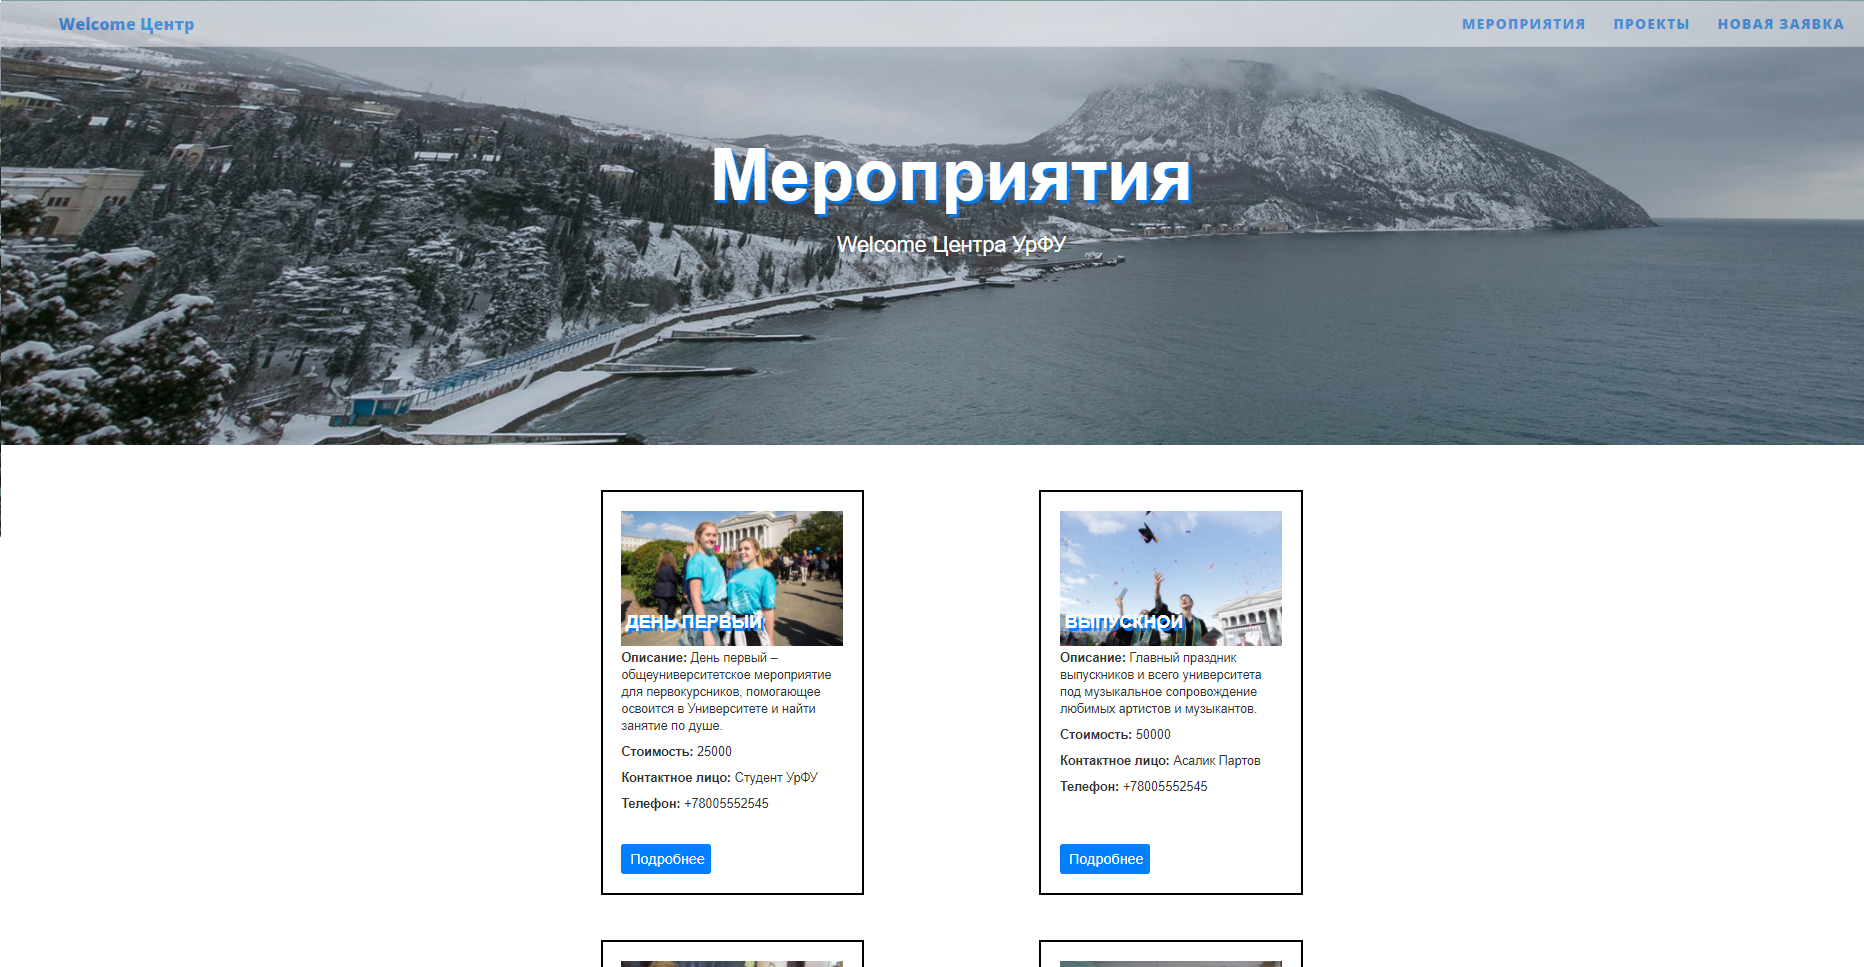 Welcome Центр
МЕРОПРИЯТИЯ ПРОЕКТЫ НОВАЯ ЗАЯВКА
Мероприятия
Welcome Центра УрФУ
ДЕНЬ ПЕРВЫЙ
Описание: День первый –
общеуниверситетское мероприятие
для первокурсников, помогающее
освоится в Университете и найти
занятие по душе.
Стоимость: 25000
Контактное лицо: Студент УрФУ
Телефон: +78005552545
Подробнее
ВЫПУСКНОЙ
Описание: Главный праздник
выпускников и всего университета
под музыкальное сопровождение
любимых артистов и музыкантов.
Стоимость: 50000
Контактное лицо: Асалик Партов
Телефон: +78005552545
Подробнее